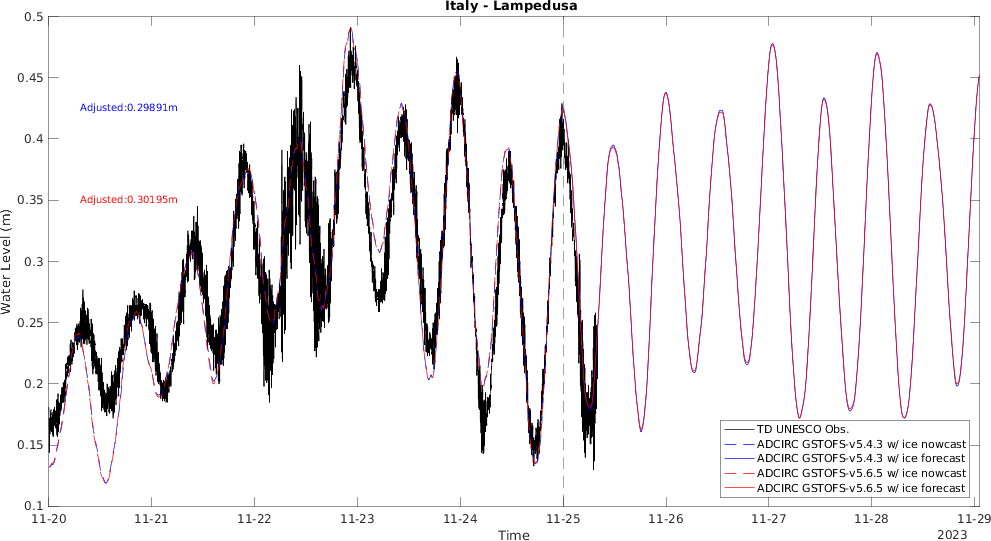 Italy - Lampedusa
0.5
0.45
0.4
0.35
0.3
0.25
0.2
0.15
0.1
Water Level (m)
Adjusted:0.29891m
Adjusted:0.30195m
TD UNESCO Obs.
ADCIRC GSTOFS-v5.4.3 w/ ice nowcast
ADCIRC GSTOFS-v5.4.3 w/ ice forecast
ADCIRC GSTOFS-v5.6.5 w/ ice nowcast
ADCIRC GSTOFS-v5.6.5 w/ ice forecast
11-20 11-21 11-22 11-23 11-24 11-25 11-26 11-27 11-28 11-29
Time
2023